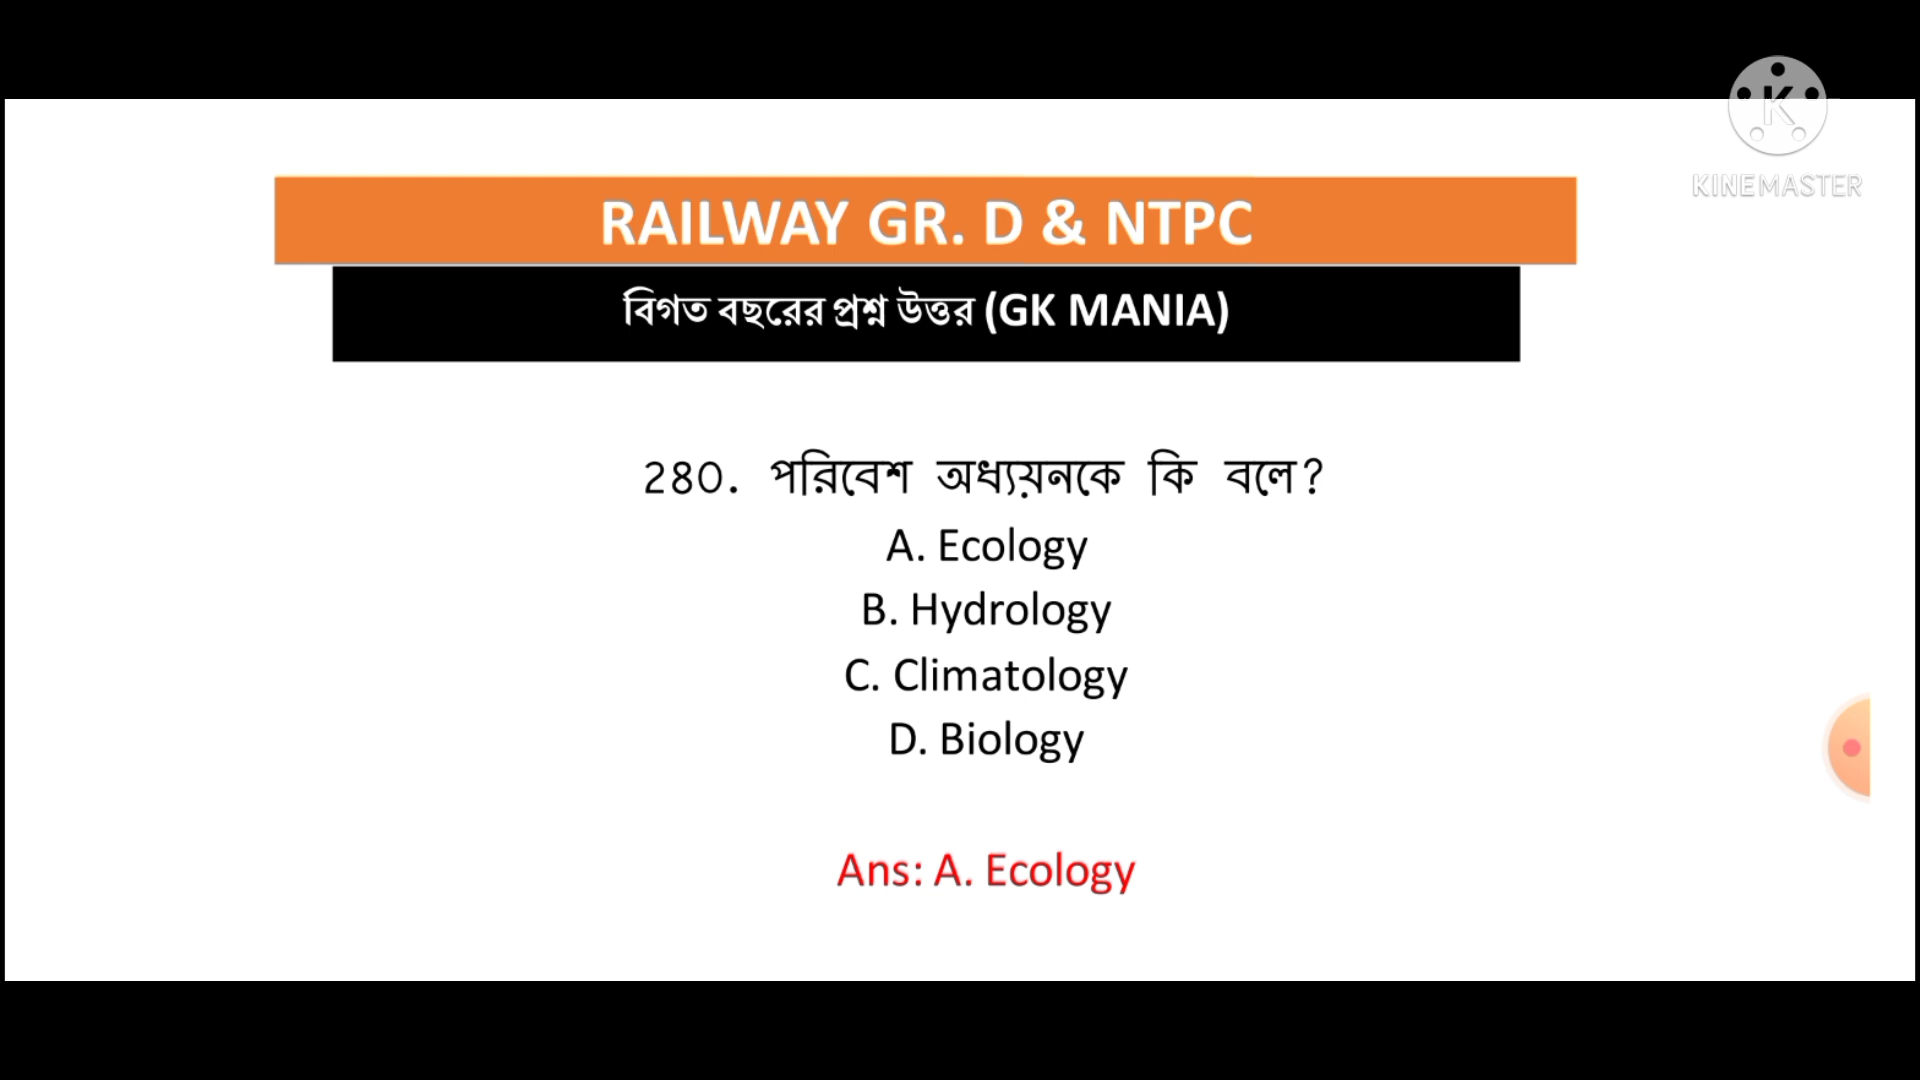 KINEMASTER
RAILWAY GR. D & NTPC
বিগত বছরের প্রশ্ন উত্তর (GK MANIA)
280. পরিবেশ অধ্যয়নকে কি বলে?
A. Ecology
B. Hydrology
C. Climatology
D. Biology
Ans: A. Ecology